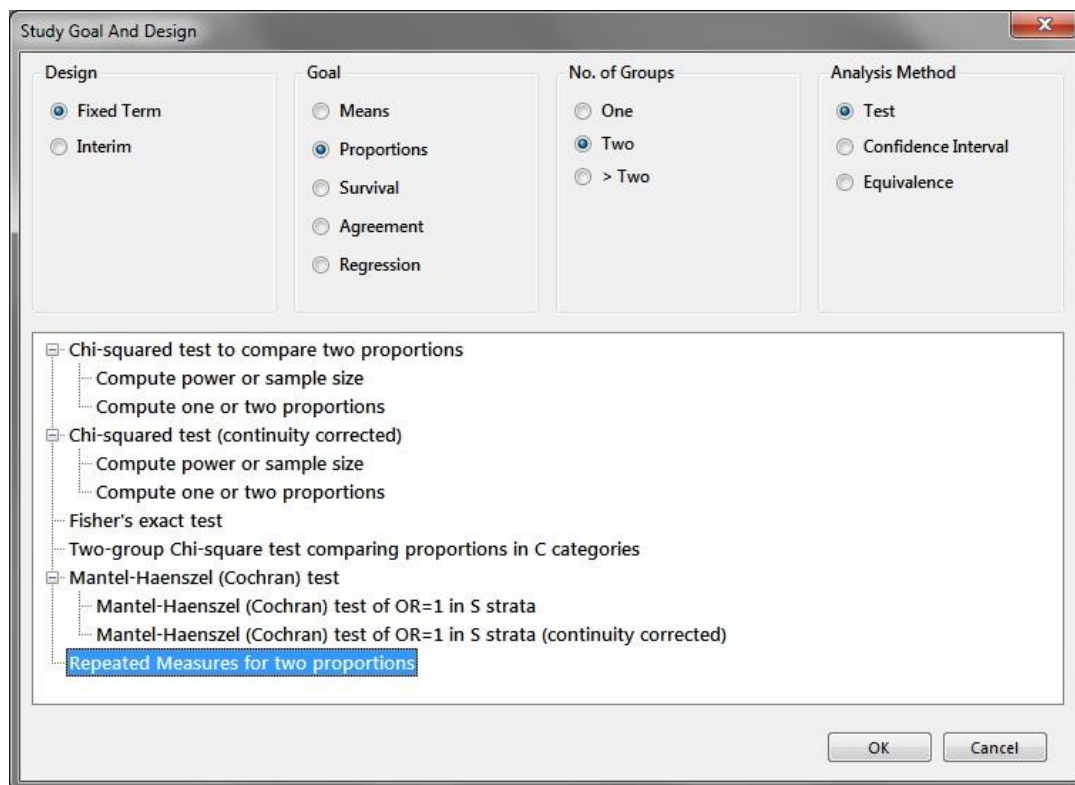 Study Goal And Design
Design
Fixed Term
Interim
Goal
Means
Proportions
Survival
Agreement
Regression
No. of Groups
One
Two
> Two
Analysis Method
Test
Confidence Interval
Equivalence
Chi-squared test to compare two proportions
Compute power or sample size
Compute one or two proportions
Chi-squared test (continuity corrected)
Compute power or sample size
Compute one or two proportions
Fisher's exact test
Two-group Chi-square test comparing proportions in C categories
Mantel-Haenszel (Cochran) test
Mantel-Haenszel (Cochran) test of OR=1 in S strata
Mantel-Haenszel (Cochran) test of OR=1 in S strata (continuity corrected)
Repeated Measures for two proportions
OK
Cancel